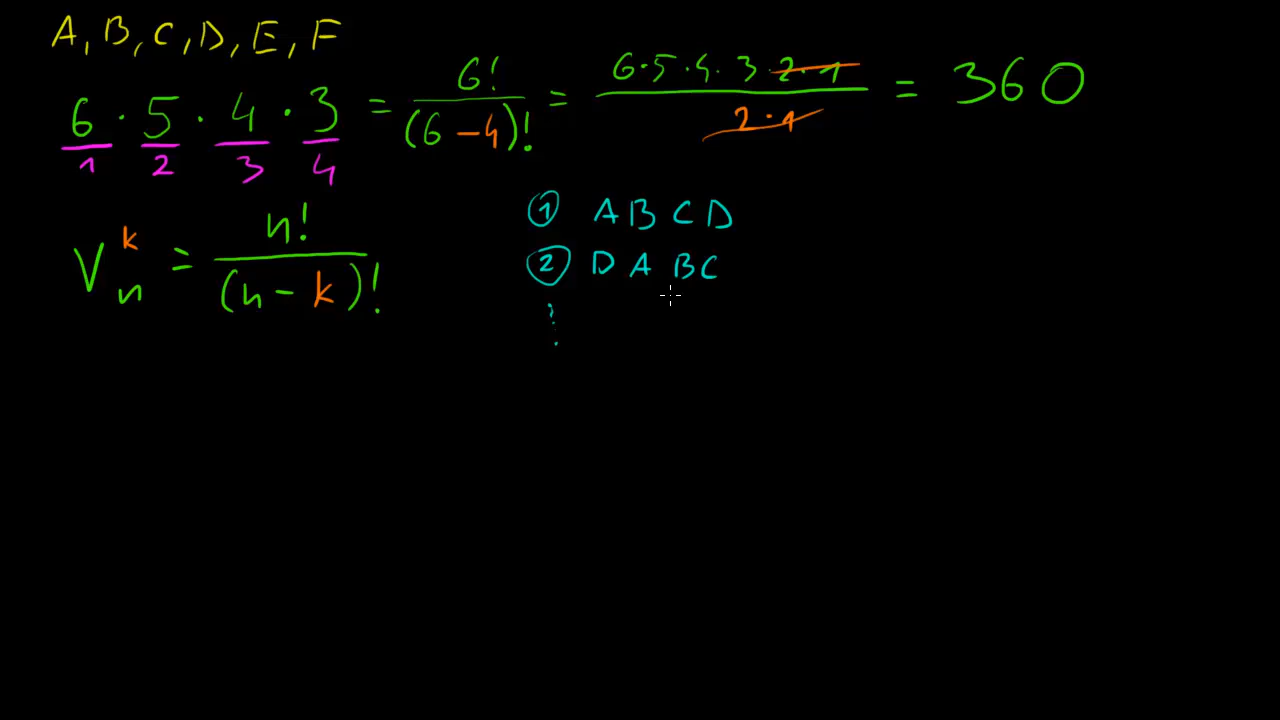 A, B, C, D, E, F
6 · 5 · 4 · 3 = 6! / (6 - 4)! = 6·5·4·3·2·1 / 2·1 = 360
1 2 3 4
V_n^k = n! / (n - k)!
① A B C D
② D A B C
⋮